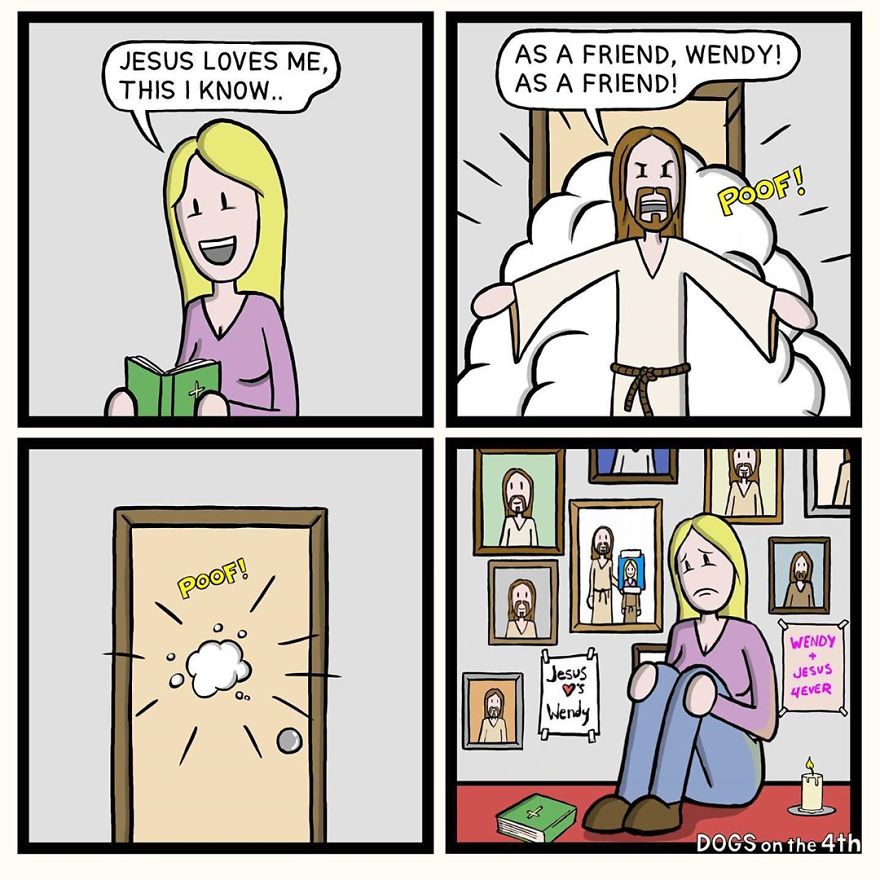 JESUS LOVES ME,
THIS I KNOW..
AS A FRIEND, WENDY!
AS A FRIEND!
POOF!
POOF!
Jesus
♥'s
Wendy
WENDY
+
JESUS
4EVER
DOGS on the 4th